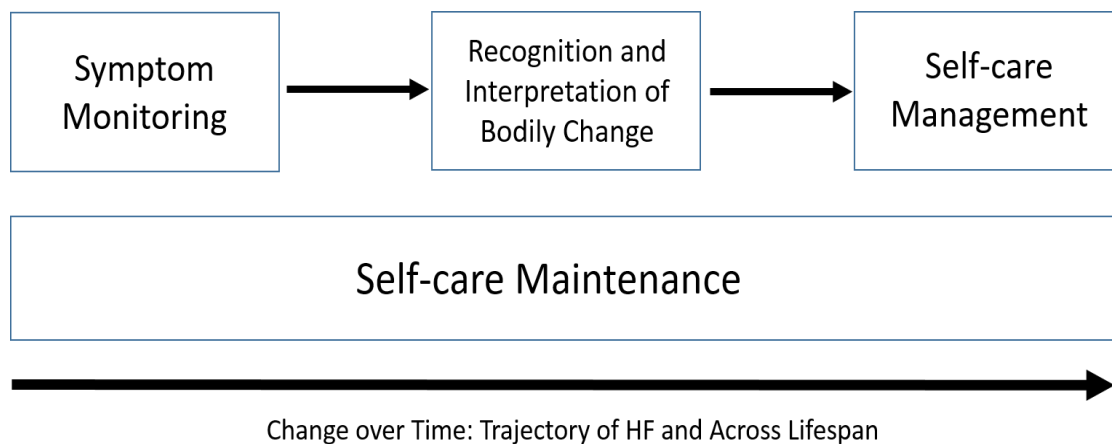 Symptom
Monitoring
Recognition and
Interpretation of
Bodily Change
Self-care
Management
Self-care Maintenance
Change over Time: Trajectory of HF and Across Lifespan